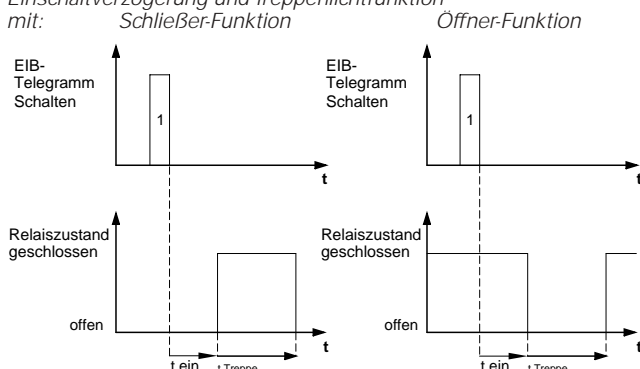 Einschaltverzögerung und Treppenlichtfunktion
mit: Schließer-Funktion Öffner-Funktion
EIB-
Telegramm
Schalten
1
t
EIB-
Telegramm
Schalten
1
t
Relaiszustand
geschlossen
offen
t
t ein t Treppe
Relaiszustand
geschlossen
offen
t
t ein t Treppe